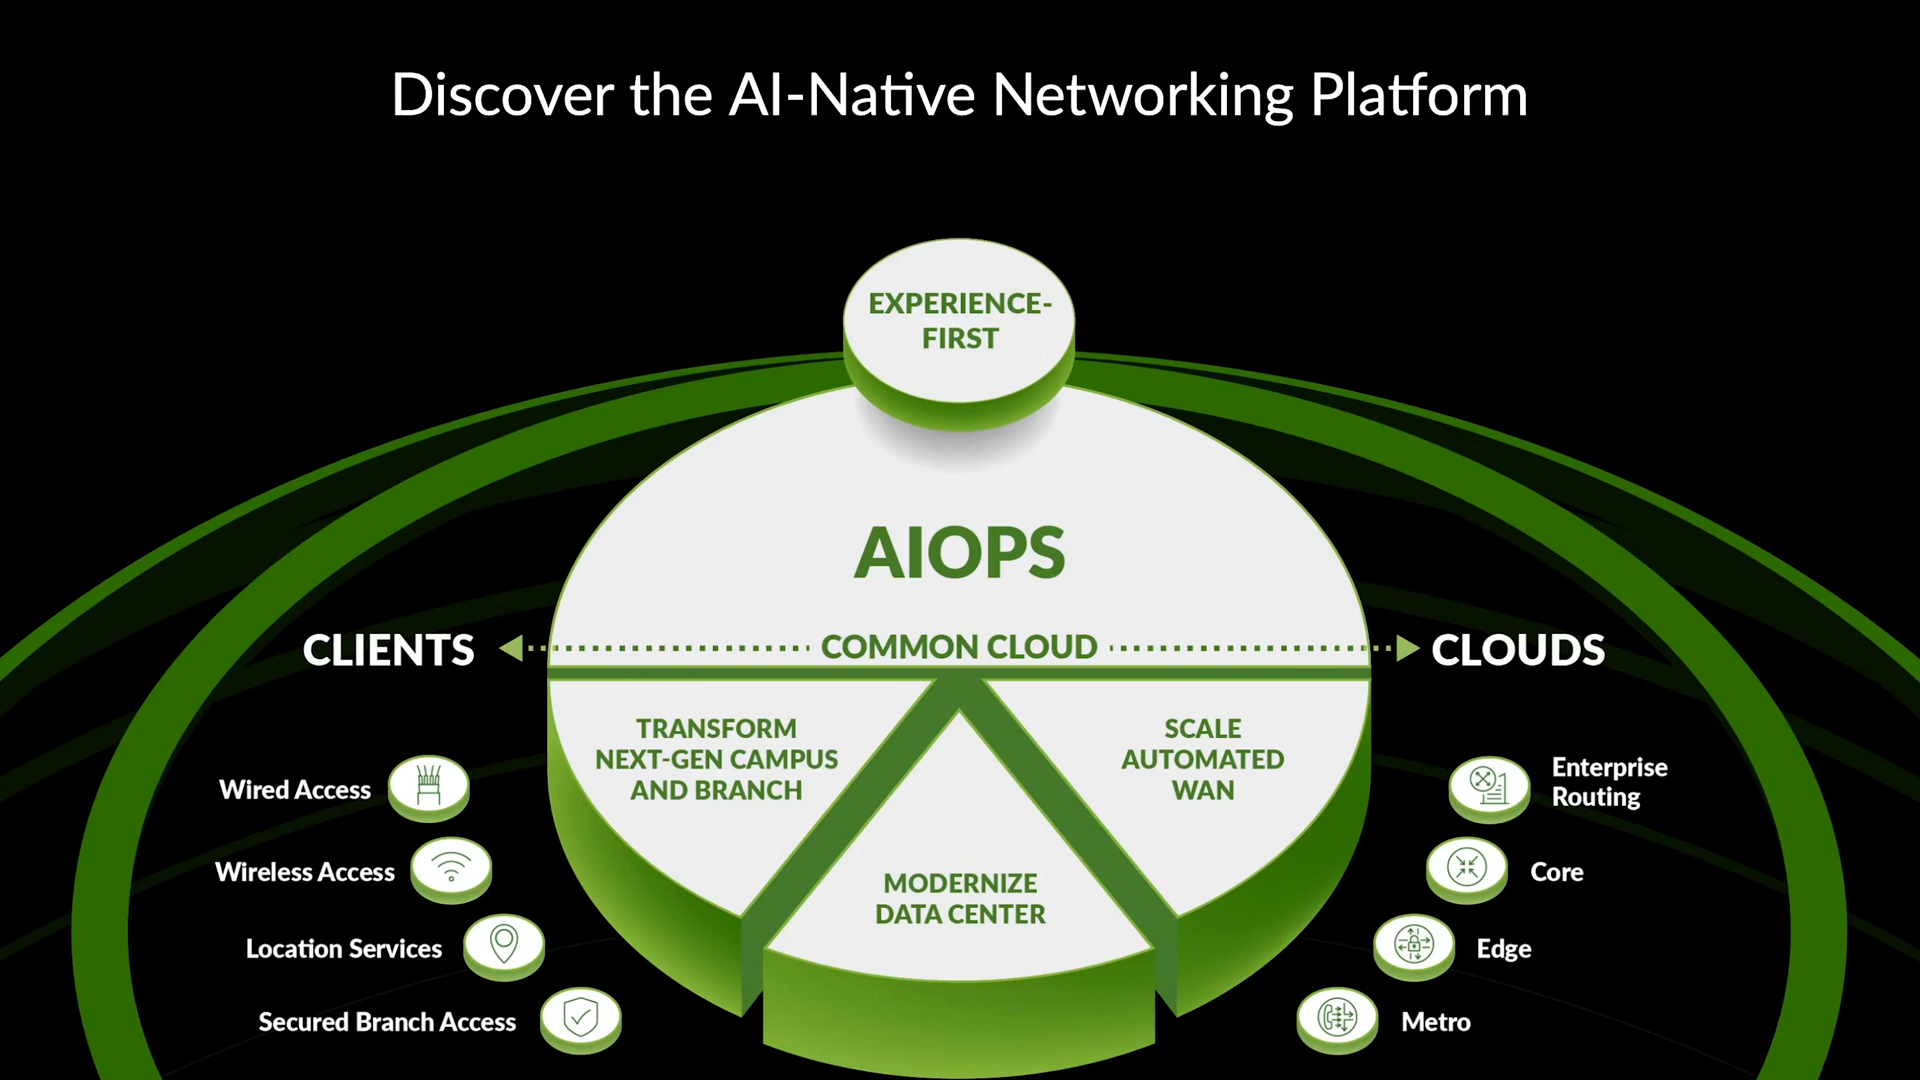 Discover the AI-Native Networking Platform
EXPERIENCE-
FIRST
AIOPS
CLIENTS
COMMON CLOUD
CLOUDS
TRANSFORM
NEXT-GEN CAMPUS
AND BRANCH
SCALE
AUTOMATED
WAN
MODERNIZE
DATA CENTER
Wired Access
Wireless Access
Location Services
Secured Branch Access
Enterprise
Routing
Core
Edge
Metro